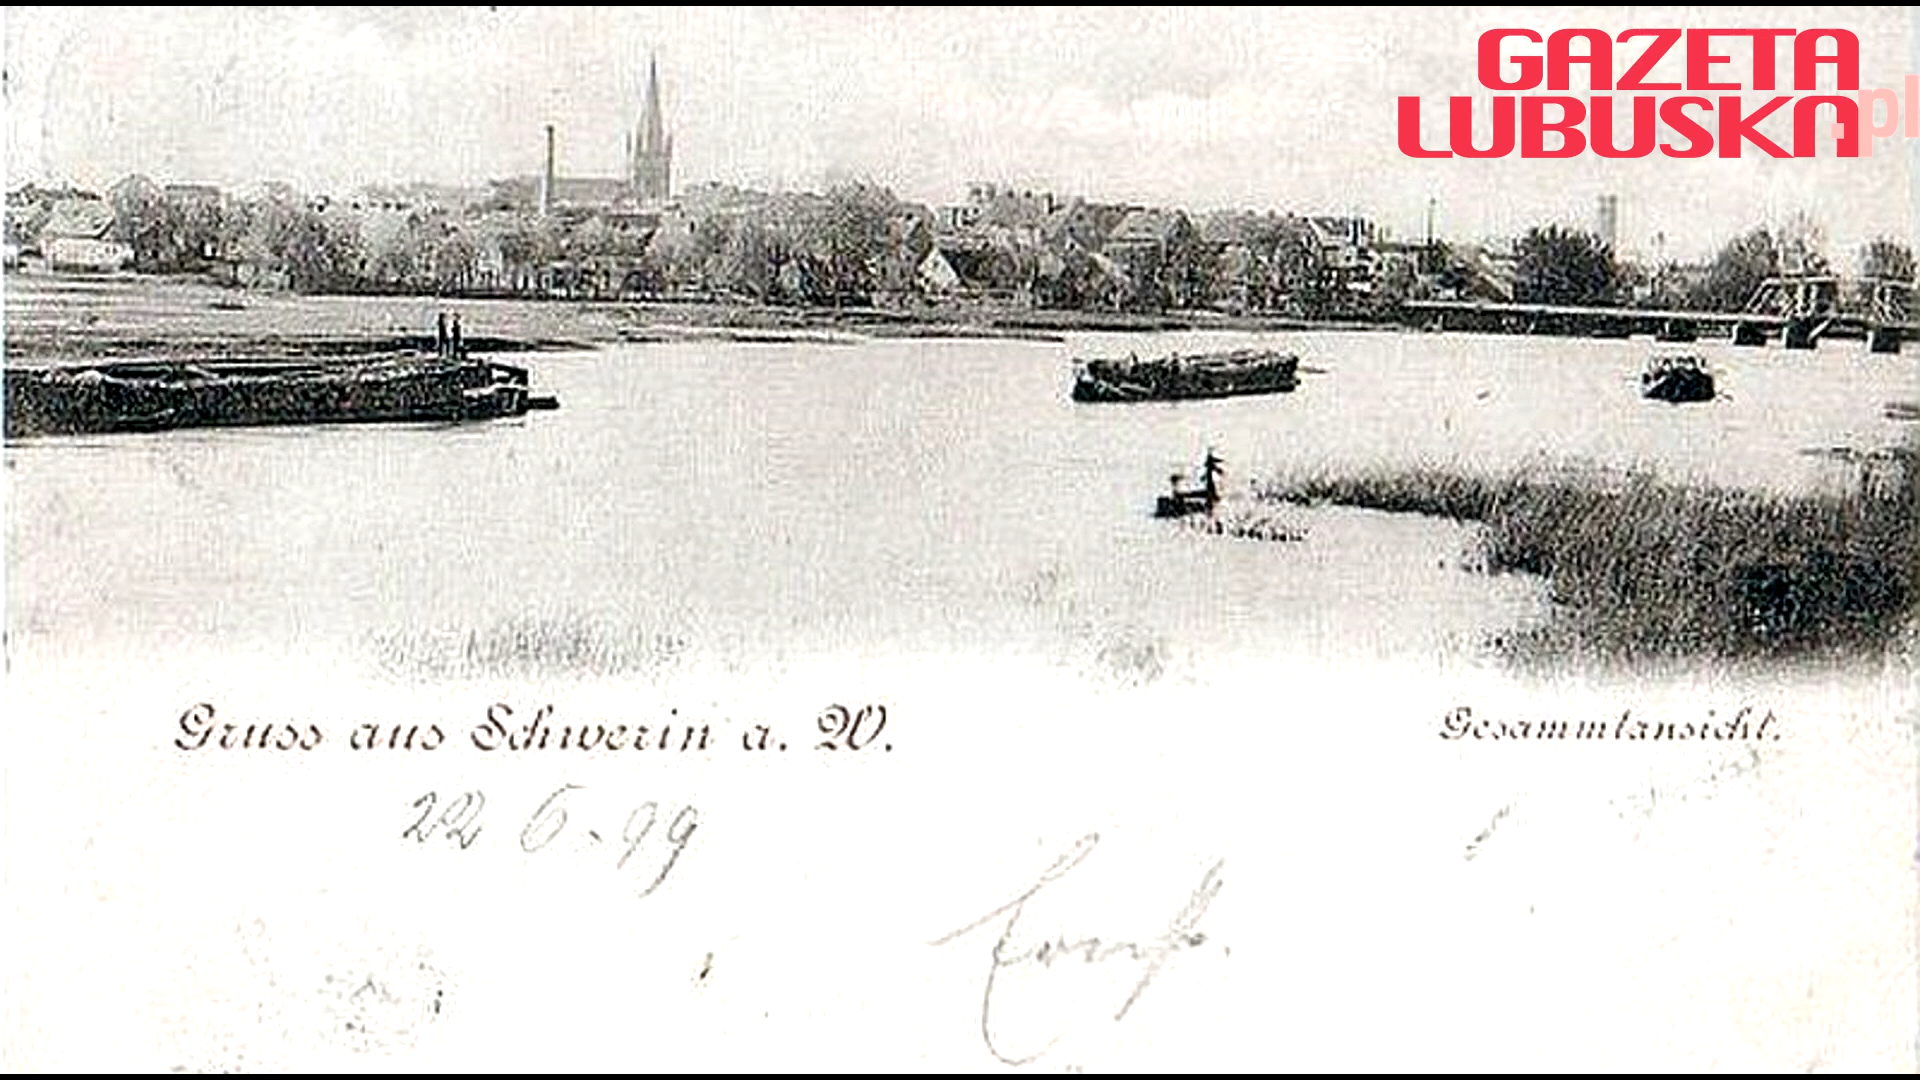 GAZETA
LUBUSKA
.pl
Gruss aus Schwerin a. W.
Gesammtansicht.
22 6.-99